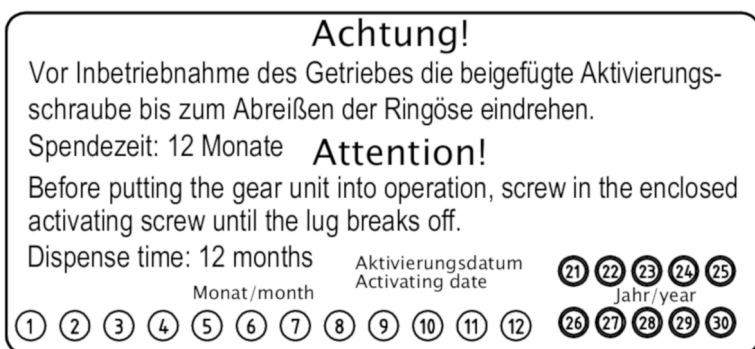 Achtung!
Vor Inbetriebnahme des Getriebes die beigefügte Aktivierungs-
schraube bis zum Abreißen der Ringöse eindrehen.
Spendezeit: 12 Monate
Attention!
Before putting the gear unit into operation, screw in the enclosed
activating screw until the lug breaks off.
Dispense time: 12 months
Aktivierungsdatum
Activating date
21 22 23 24 25
Monat/month
Jahr/year
1 2 3 4 5 6 7 8 9 10 11 12
26 27 28 29 30